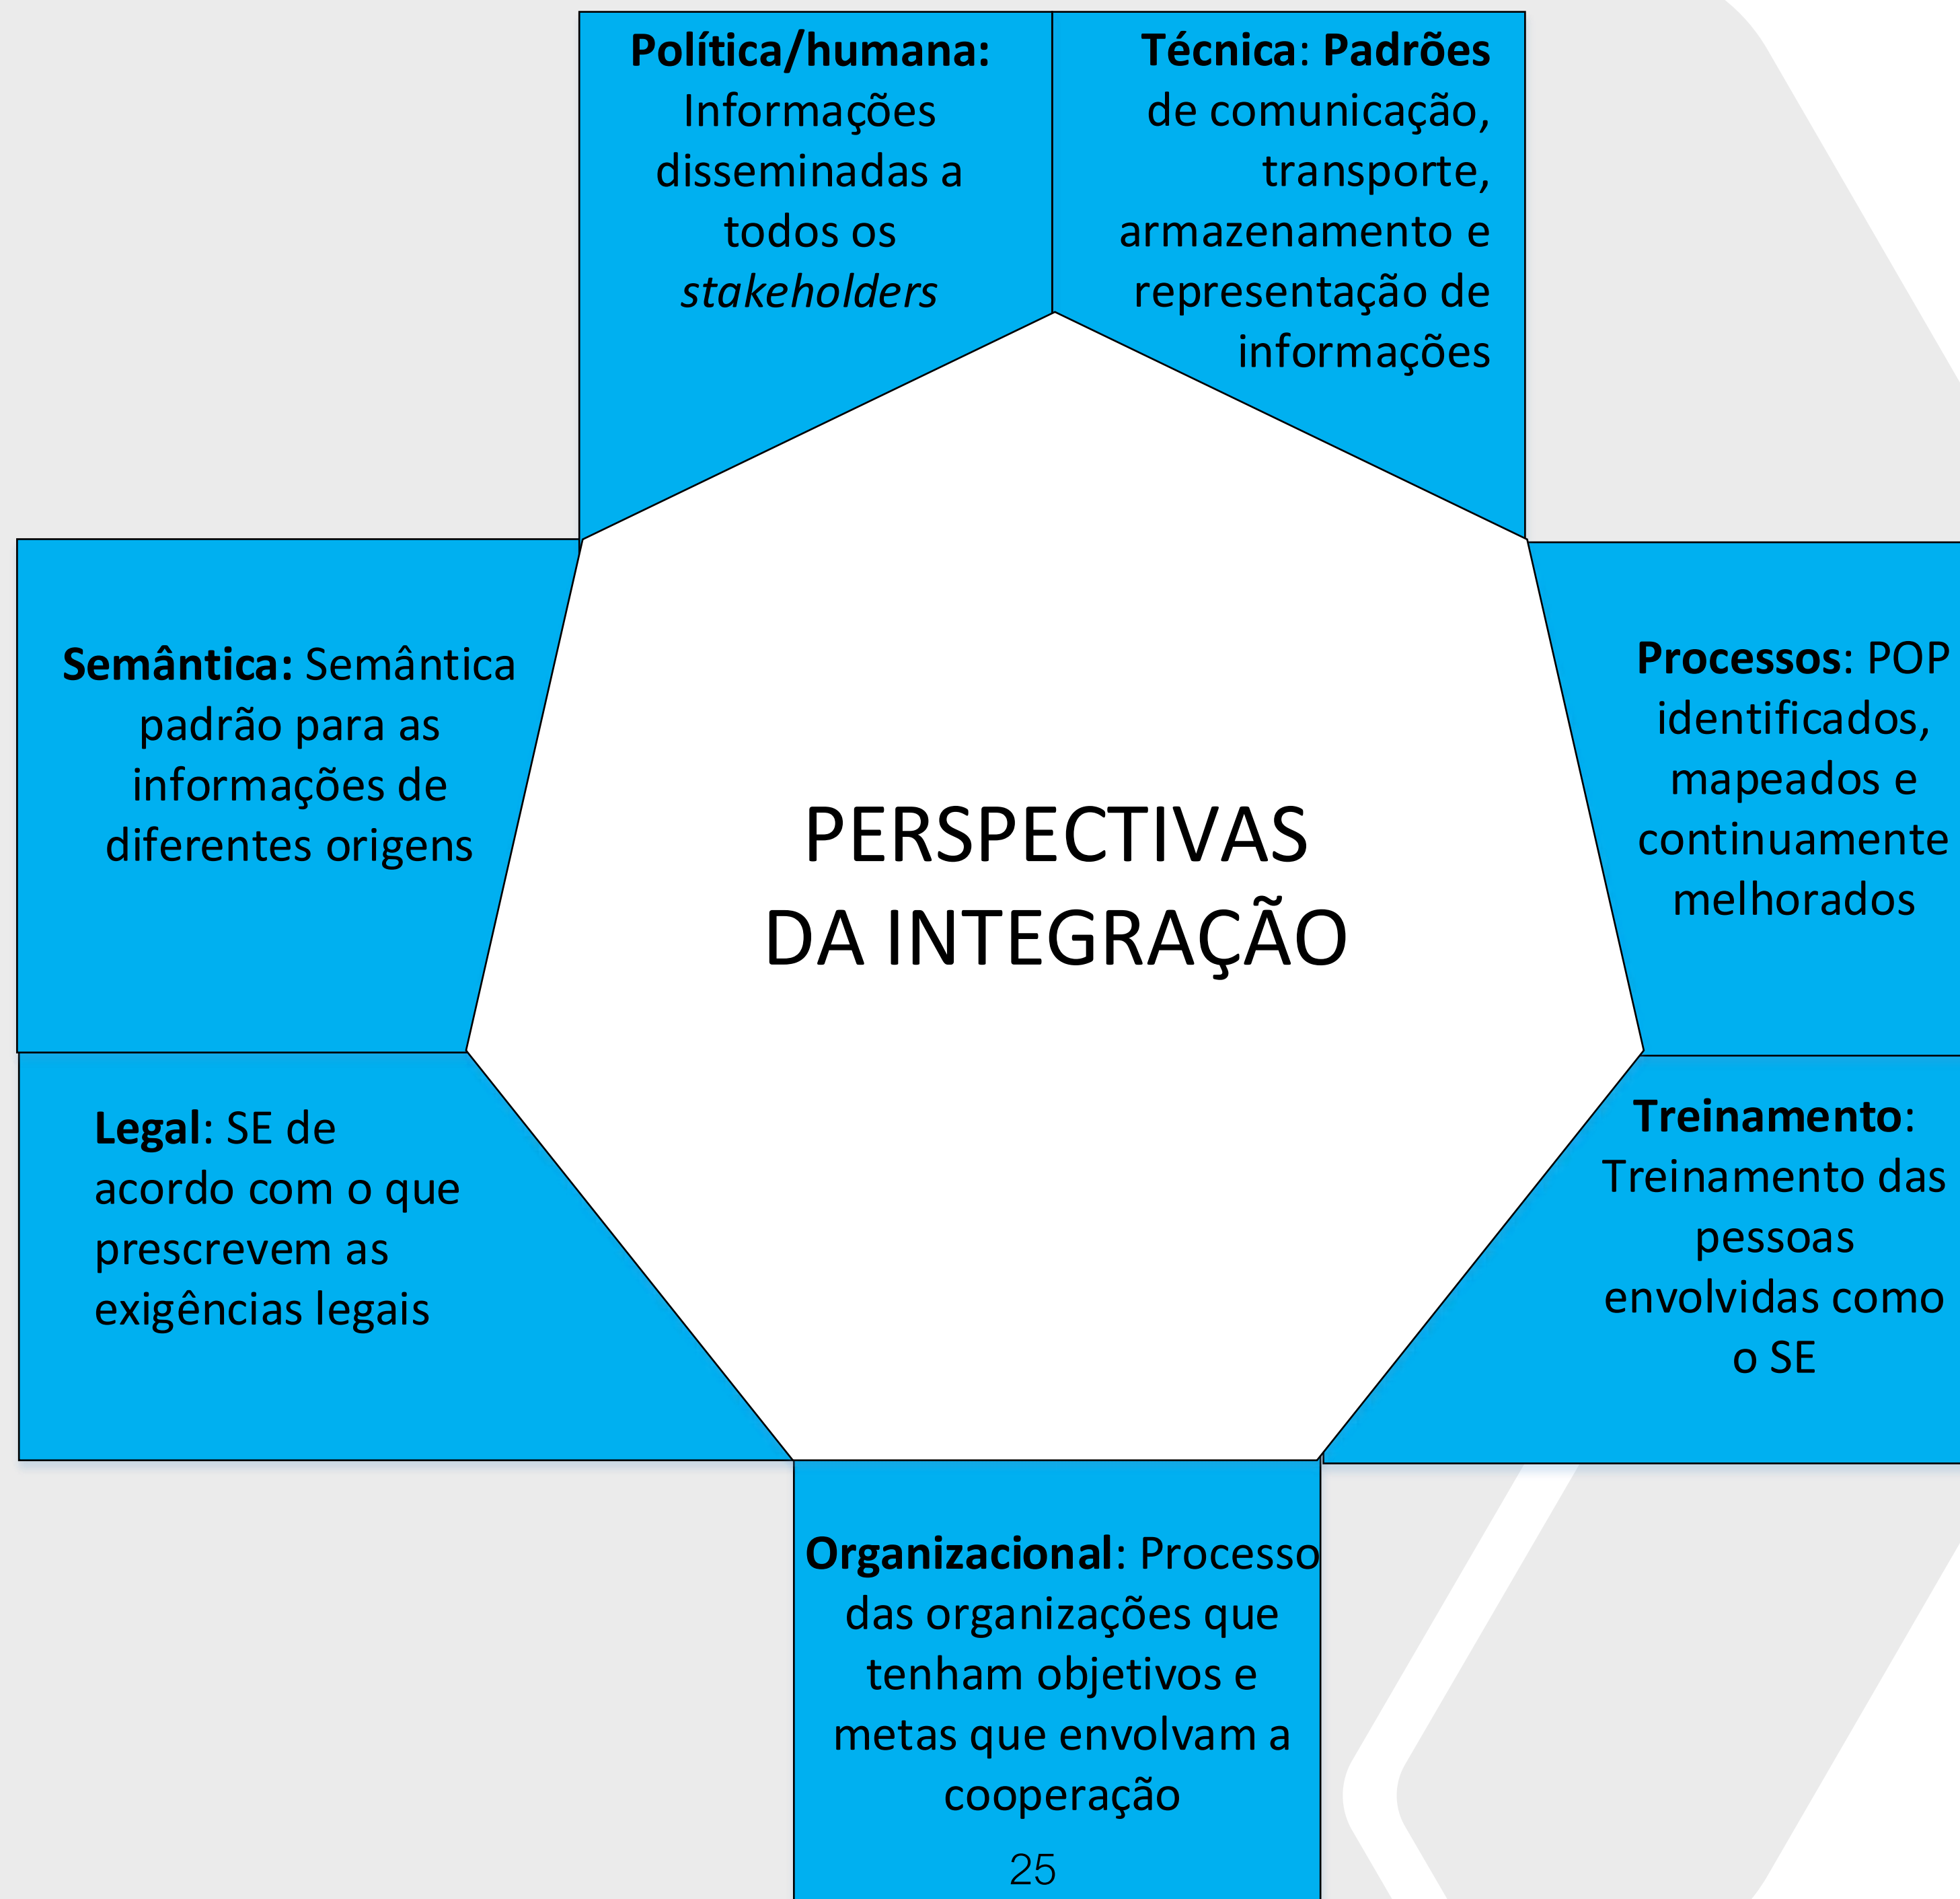 Política/humana:
Informações
disseminadas a
todos os
stakeholders
Técnica: Padrões
de comunicação,
transporte,
armazenamento e
representação de
informações
Semântica: Semântica
padrão para as
informações de
diferentes origens
PERSPECTIVAS
DA INTEGRAÇÃO
Processos: POP
identificados,
mapeados e
continuamente
melhorados
Legal: SE de
acordo com o que
prescrevem as
exigências legais
Treinamento:
Treinamento das
pessoas
envolvidas como
o SE
Organizacional: Processo
das organizações que
tenham objetivos e
metas que envolvam a
cooperação
25